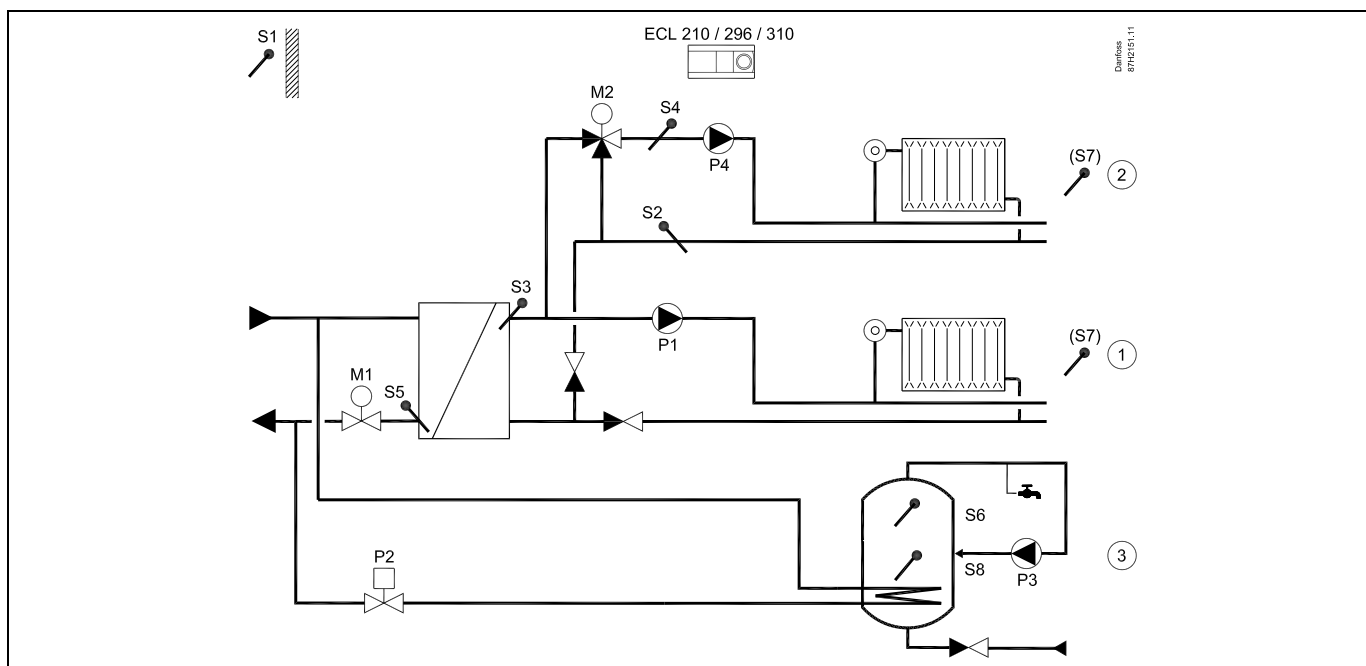 S1
ECL 210 / 296 / 310
Danfoss
87H2151.11
M2
S4
P4
(S7)
2
S2
S3
P1
(S7)
1
M1
S5
S6
P2
S8
P3
3